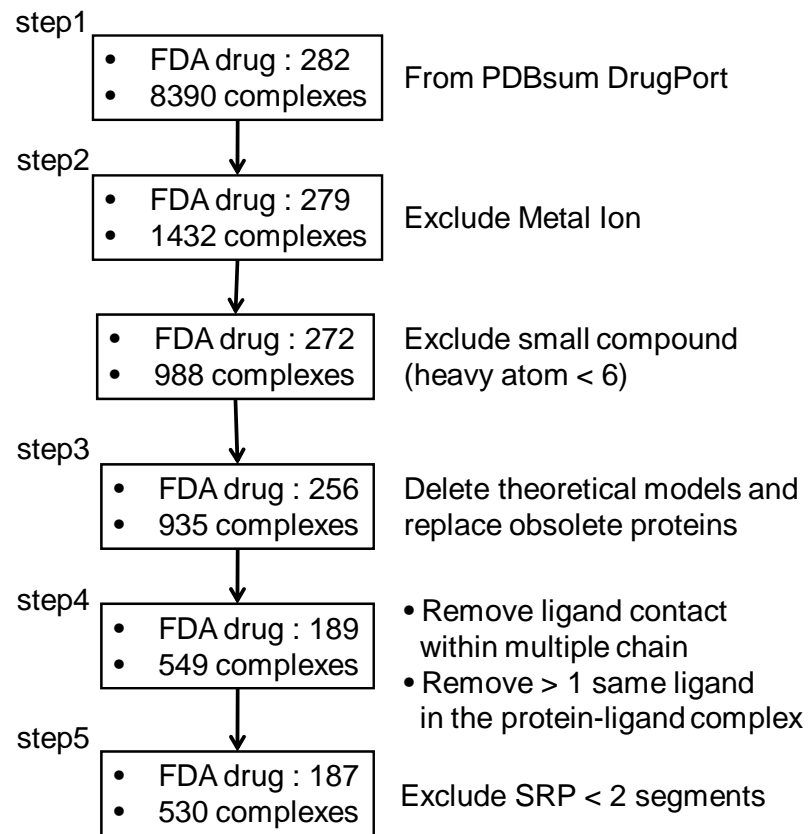 step1
• FDA drug : 282
• 8390 complexes
From PDBsum DrugPort
step2
• FDA drug : 279
• 1432 complexes
Exclude Metal Ion
• FDA drug : 272
• 988 complexes
Exclude small compound
(heavy atom < 6)
step3
• FDA drug : 256
• 935 complexes
Delete theoretical models and
replace obsolete proteins
step4
• FDA drug : 189
• 549 complexes
• Remove ligand contact
within multiple chain
• Remove > 1 same ligand
in the protein-ligand complex
step5
• FDA drug : 187
• 530 complexes
Exclude SRP < 2 segments